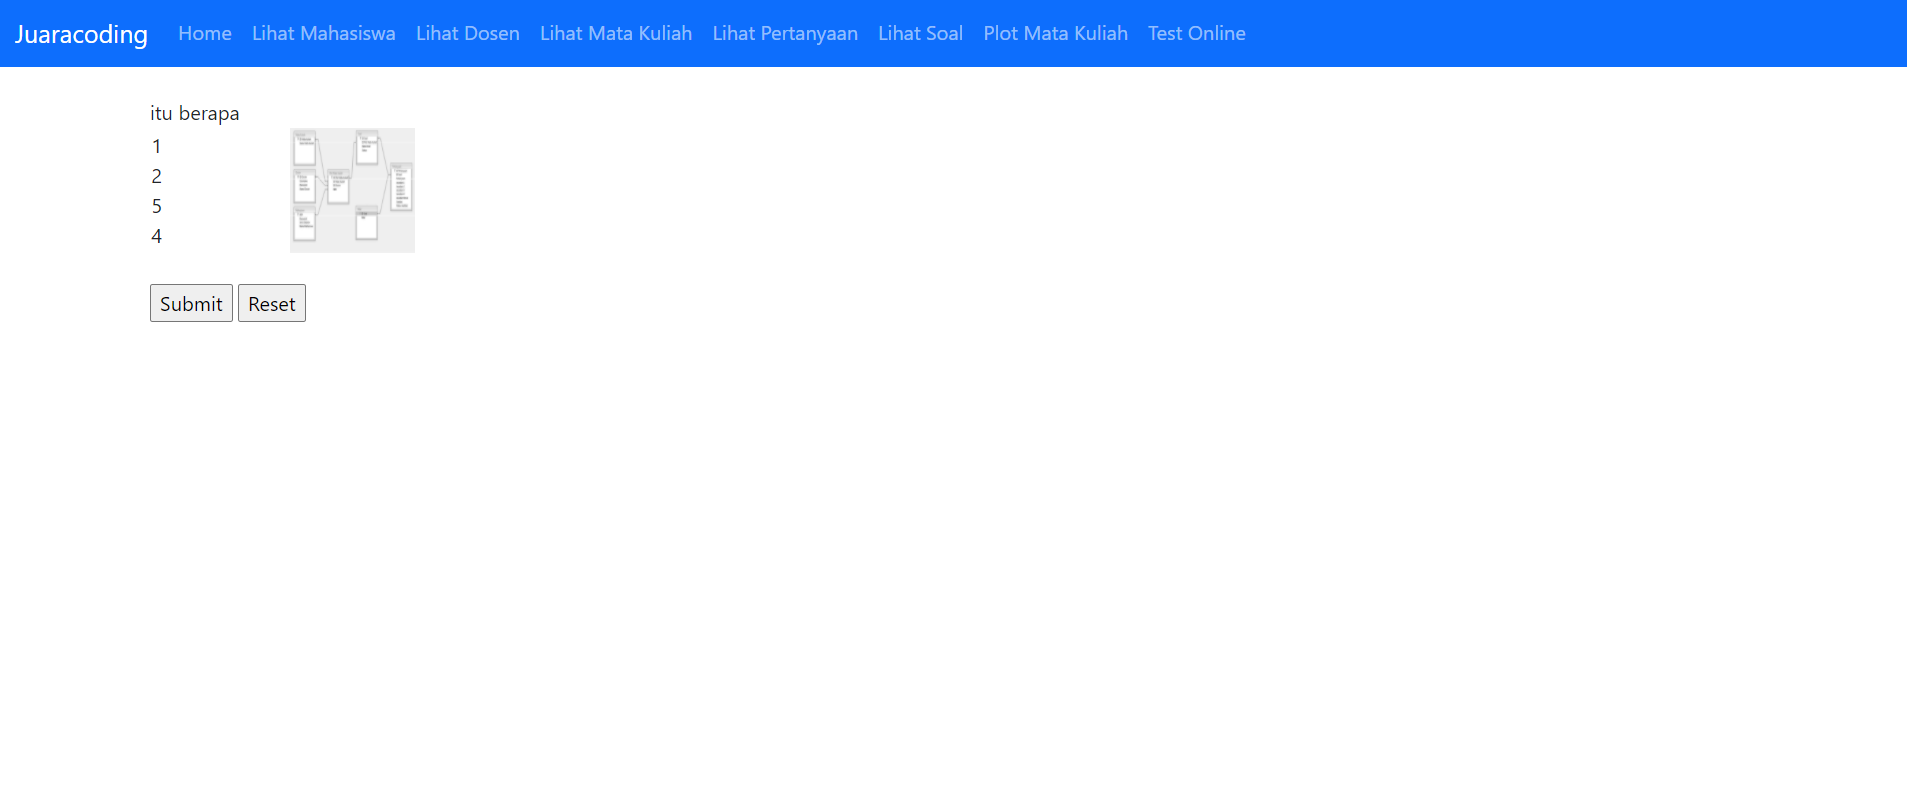 Juaracoding Home Lihat Mahasiswa Lihat Dosen Lihat Mata Kuliah Lihat Pertanyaan Lihat Soal Plot Mata Kuliah Test Online
itu berapa
1
2
5
4
Submit Reset